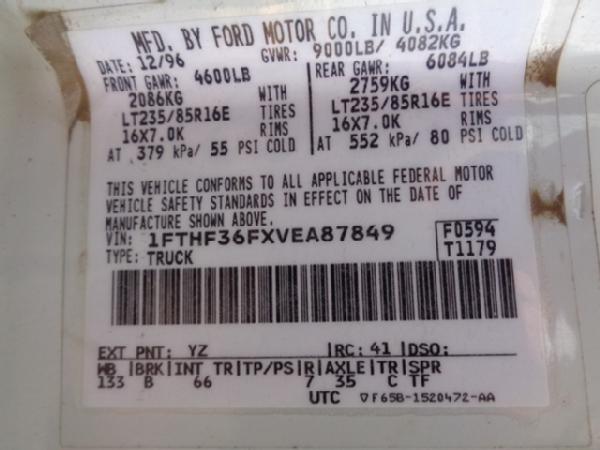 MFD. BY FORD MOTOR CO. IN U.S.A.
DATE: 12/96 GVWR: 9000LB/ 4082KG
FRONT GAWR: 4600LB REAR GAWR: 6084LB
2086KG WITH 2759KG WITH
LT235/85R16E TIRES LT235/85R16E TIRES
16X7.0K RIMS 16X7.0K RIMS
AT 379 kPa/ 55 PSI COLD AT 552 kPa/ 80 PSI COLD
THIS VEHICLE CONFORMS TO ALL APPLICABLE FEDERAL MOTOR
VEHICLE SAFETY STANDARDS IN EFFECT ON THE DATE OF
MANUFACTURE SHOWN ABOVE.
VIN: 1FTHF36FXVEA87849 F0594
TYPE: TRUCK T1179
EXT PNT: YZ RC: 41 DSO:
WB BRK INT TR TP/PS R AXLE TR SPR
133 B 66 7 35 C TF
UTC ▽F65B-1520472-AA